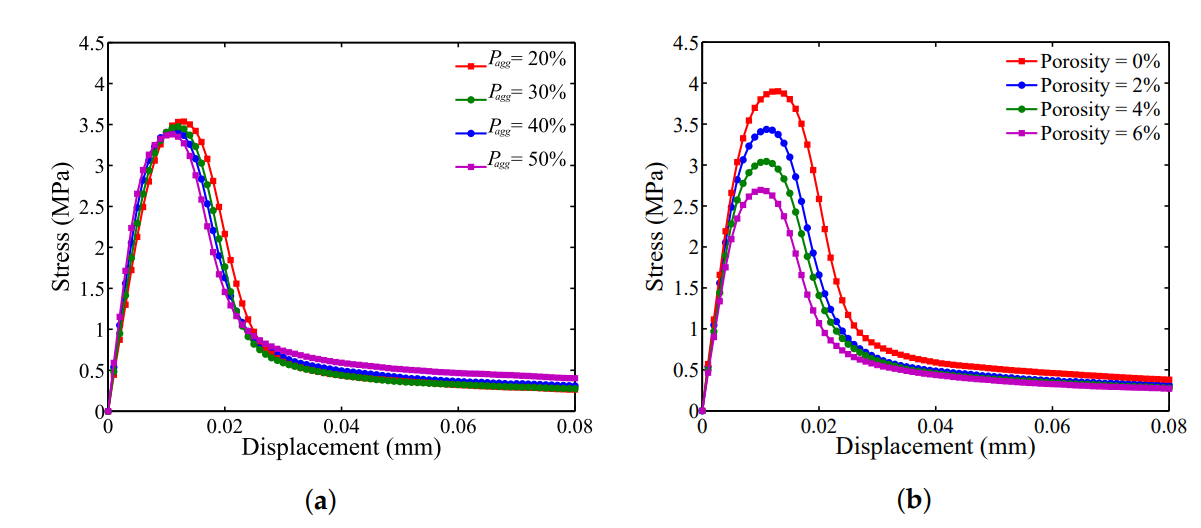 4.5
4
3.5
3
2.5
2
1.5
1
0.5
0
0
0.02
0.04
0.06
0.08
Stress (MPa)
Displacement (mm)
Pagg= 20%
Pagg= 30%
Pagg= 40%
Pagg= 50%
(a)
4.5
4
3.5
3
2.5
2
1.5
1
0.5
0
0
0.02
0.04
0.06
0.08
Stress (MPa)
Displacement (mm)
Porosity = 0%
Porosity = 2%
Porosity = 4%
Porosity = 6%
(b)